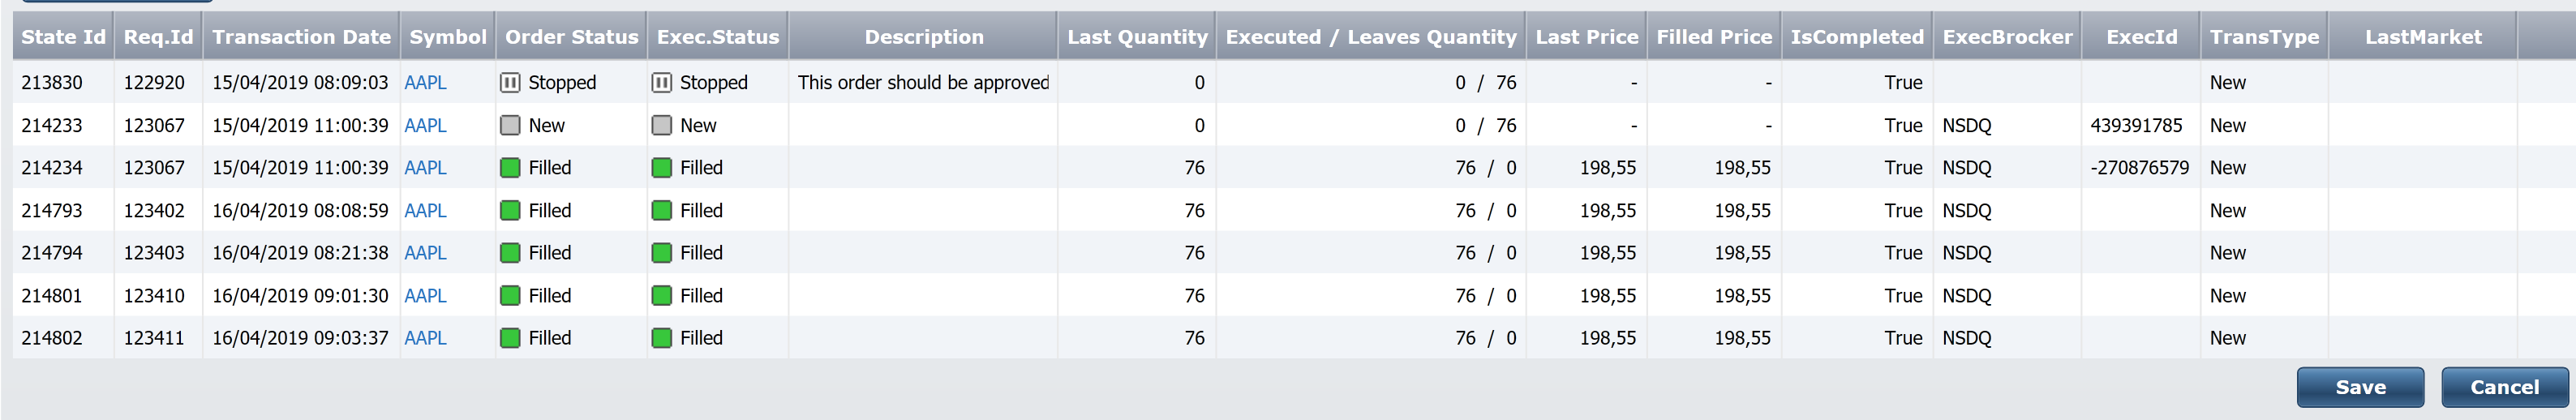 State Id Req.Id Transaction Date Symbol Order Status Exec.Status Description Last Quantity Executed / Leaves Quantity Last Price Filled Price IsCompleted ExecBrocker ExecId TransType LastMarket
213830 122920 15/04/2019 08:09:03 AAPL Stopped Stopped This order should be approved 0 0 / 76 - - True New
214233 123067 15/04/2019 11:00:39 AAPL New New 0 0 / 76 - - True NSDQ 439391785 New
214234 123067 15/04/2019 11:00:39 AAPL Filled Filled 76 76 / 0 198,55 198,55 True NSDQ -270876579 New
214793 123402 16/04/2019 08:08:59 AAPL Filled Filled 76 76 / 0 198,55 198,55 True NSDQ New
214794 123403 16/04/2019 08:21:38 AAPL Filled Filled 76 76 / 0 198,55 198,55 True NSDQ New
214801 123410 16/04/2019 09:01:30 AAPL Filled Filled 76 76 / 0 198,55 198,55 True NSDQ New
214802 123411 16/04/2019 09:03:37 AAPL Filled Filled 76 76 / 0 198,55 198,55 True NSDQ New
Save Cancel